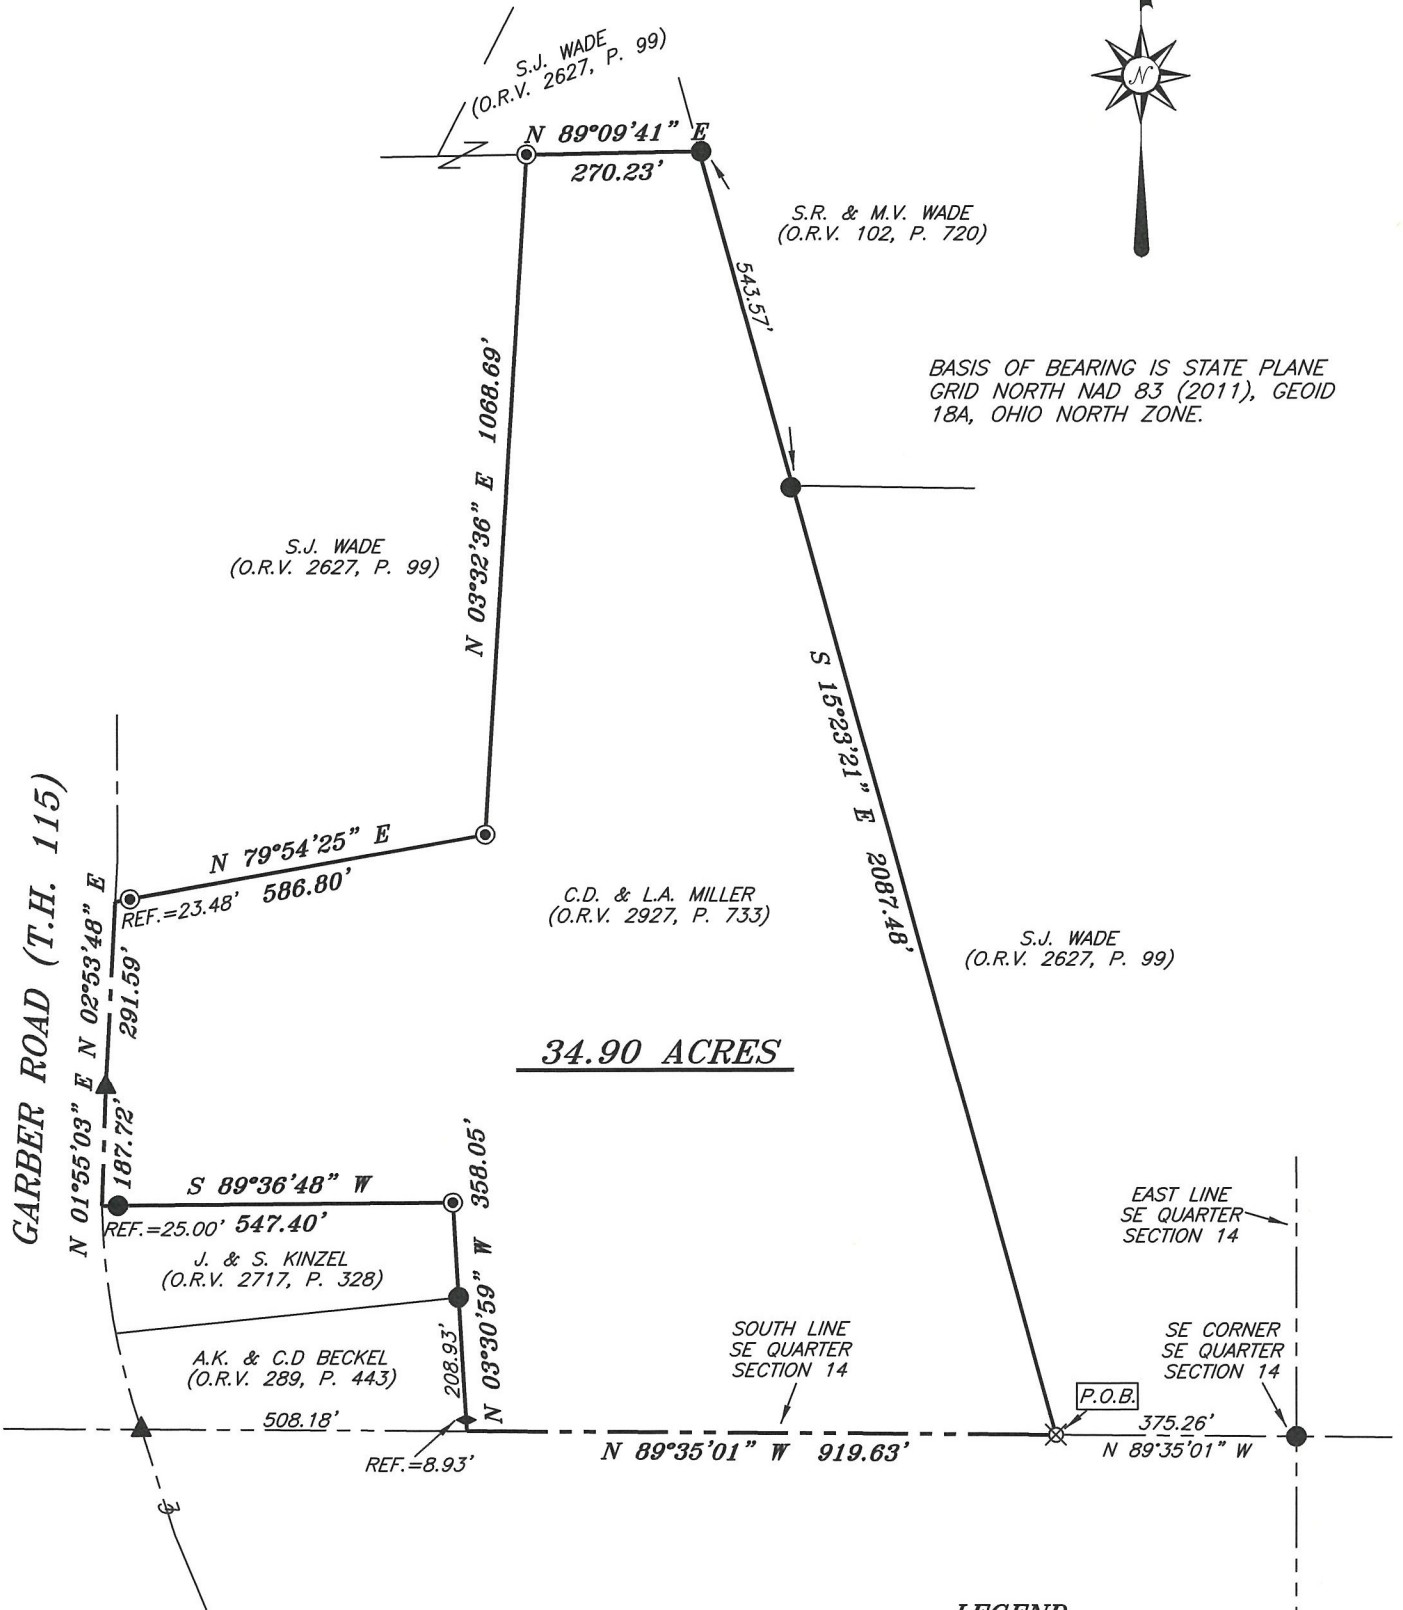 S.J. WADE
(O.R.V. 2627, P. 99)
N
N 89°09'41" E
270.23'
S.R. & M.V. WADE
(O.R.V. 102, P. 720)
543.57'
BASIS OF BEARING IS STATE PLANE
GRID NORTH NAD 83 (2011), GEOID
18A, OHIO NORTH ZONE.
N 03°32'36" E 1068.69'
S.J. WADE
(O.R.V. 2627, P. 99)
S 15°23'21" E 2087.48'
GARBER ROAD (T.H. 115)
N 79°54'25" E
586.80'
REF.=23.48'
N 02°53'48" E
291.59'
C.D. & L.A. MILLER
(O.R.V. 2927, P. 733)
S.J. WADE
(O.R.V. 2627, P. 99)
34.90 ACRES
N 01°55'03" E
187.72'
S 89°36'48" W
547.40'
REF.=25.00'
N 03°30'59" W 358.05'
J. & S. KINZEL
(O.R.V. 2717, P. 328)
EAST LINE
SE QUARTER
SECTION 14
A.K. & C.D BECKEL
(O.R.V. 289, P. 443)
208.93'
SOUTH LINE
SE QUARTER
SECTION 14
SE CORNER
SE QUARTER
SECTION 14
P.O.B.
508.18'
REF.=8.93'
N 89°35'01" W 919.63'
375.26'
N 89°35'01" W
LEGEND